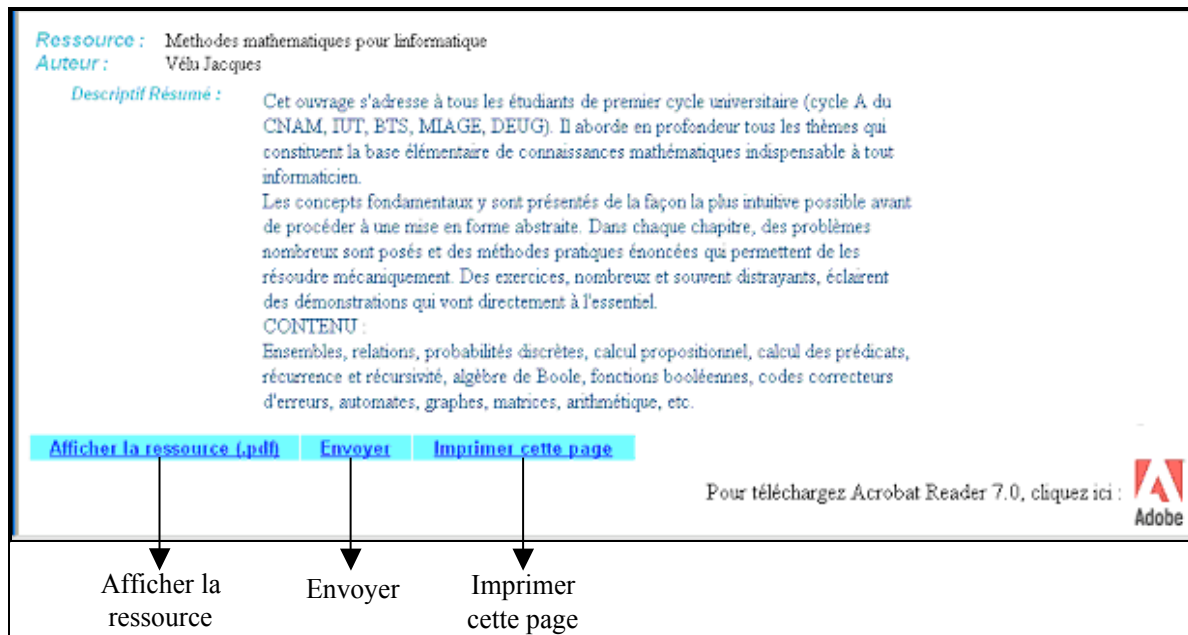 Ressource : Methodes mathematiques pour linformatique
Auteur : Vélu Jacques
Descriptif Résumé : Cet ouvrage s'adresse à tous les étudiants de premier cycle universitaire (cycle A du
CNAM, IUT, BTS, MIAGE, DEUG). Il aborde en profondeur tous les thèmes qui
constituent la base élémentaire de connaissances mathématiques indispensable à tout
informaticien.
Les concepts fondamentaux y sont présentés de la façon la plus intuitive possible avant
de procéder à une mise en forme abstraite. Dans chaque chapitre, des problèmes
nombreux sont posés et des méthodes pratiques énoncées qui permettent de les
résoudre mécaniquement. Des exercices, nombreux et souvent distrayants, éclairent
des démonstrations qui vont directement à l'essentiel.
CONTENU :
Ensembles, relations, probabilités discrètes, calcul propositionnel, calcul des prédicats,
récurrence et récursivité, algèbre de Boole, fonctions booléennes, codes correcteurs
d'erreurs, automates, graphes, matrices, arithmétique, etc.
Afficher la ressource (.pdf) Envoyer Imprimer cette page
Pour téléchargez Acrobat Reader 7.0, cliquez ici :
Adobe
Afficher la
ressource
Envoyer
Imprimer
cette page